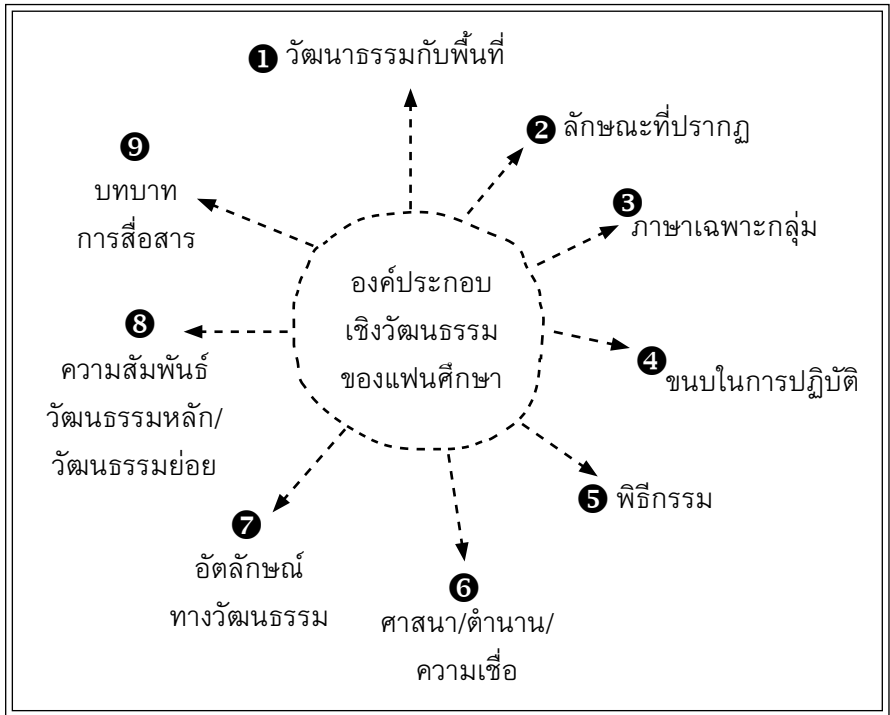 องค์ประกอบ
เชิงวัฒนธรรม
ของแฟนศึกษา
❶ วัฒนาธรรมกับพื้นที่
❷ ลักษณะที่ปรากฏ
❸
ภาษาเฉพาะกลุ่ม
❹
ขนบในการปฏิบัติ
❺ พิธีกรรม
❻
ศาสนา/ตำนาน/
ความเชื่อ
❼
อัตลักษณ์
ทางวัฒนธรรม
❽
ความสัมพันธ์
วัฒนธรรมหลัก/
วัฒนธรรมย่อย
❾
บทบาท
การสื่อสาร